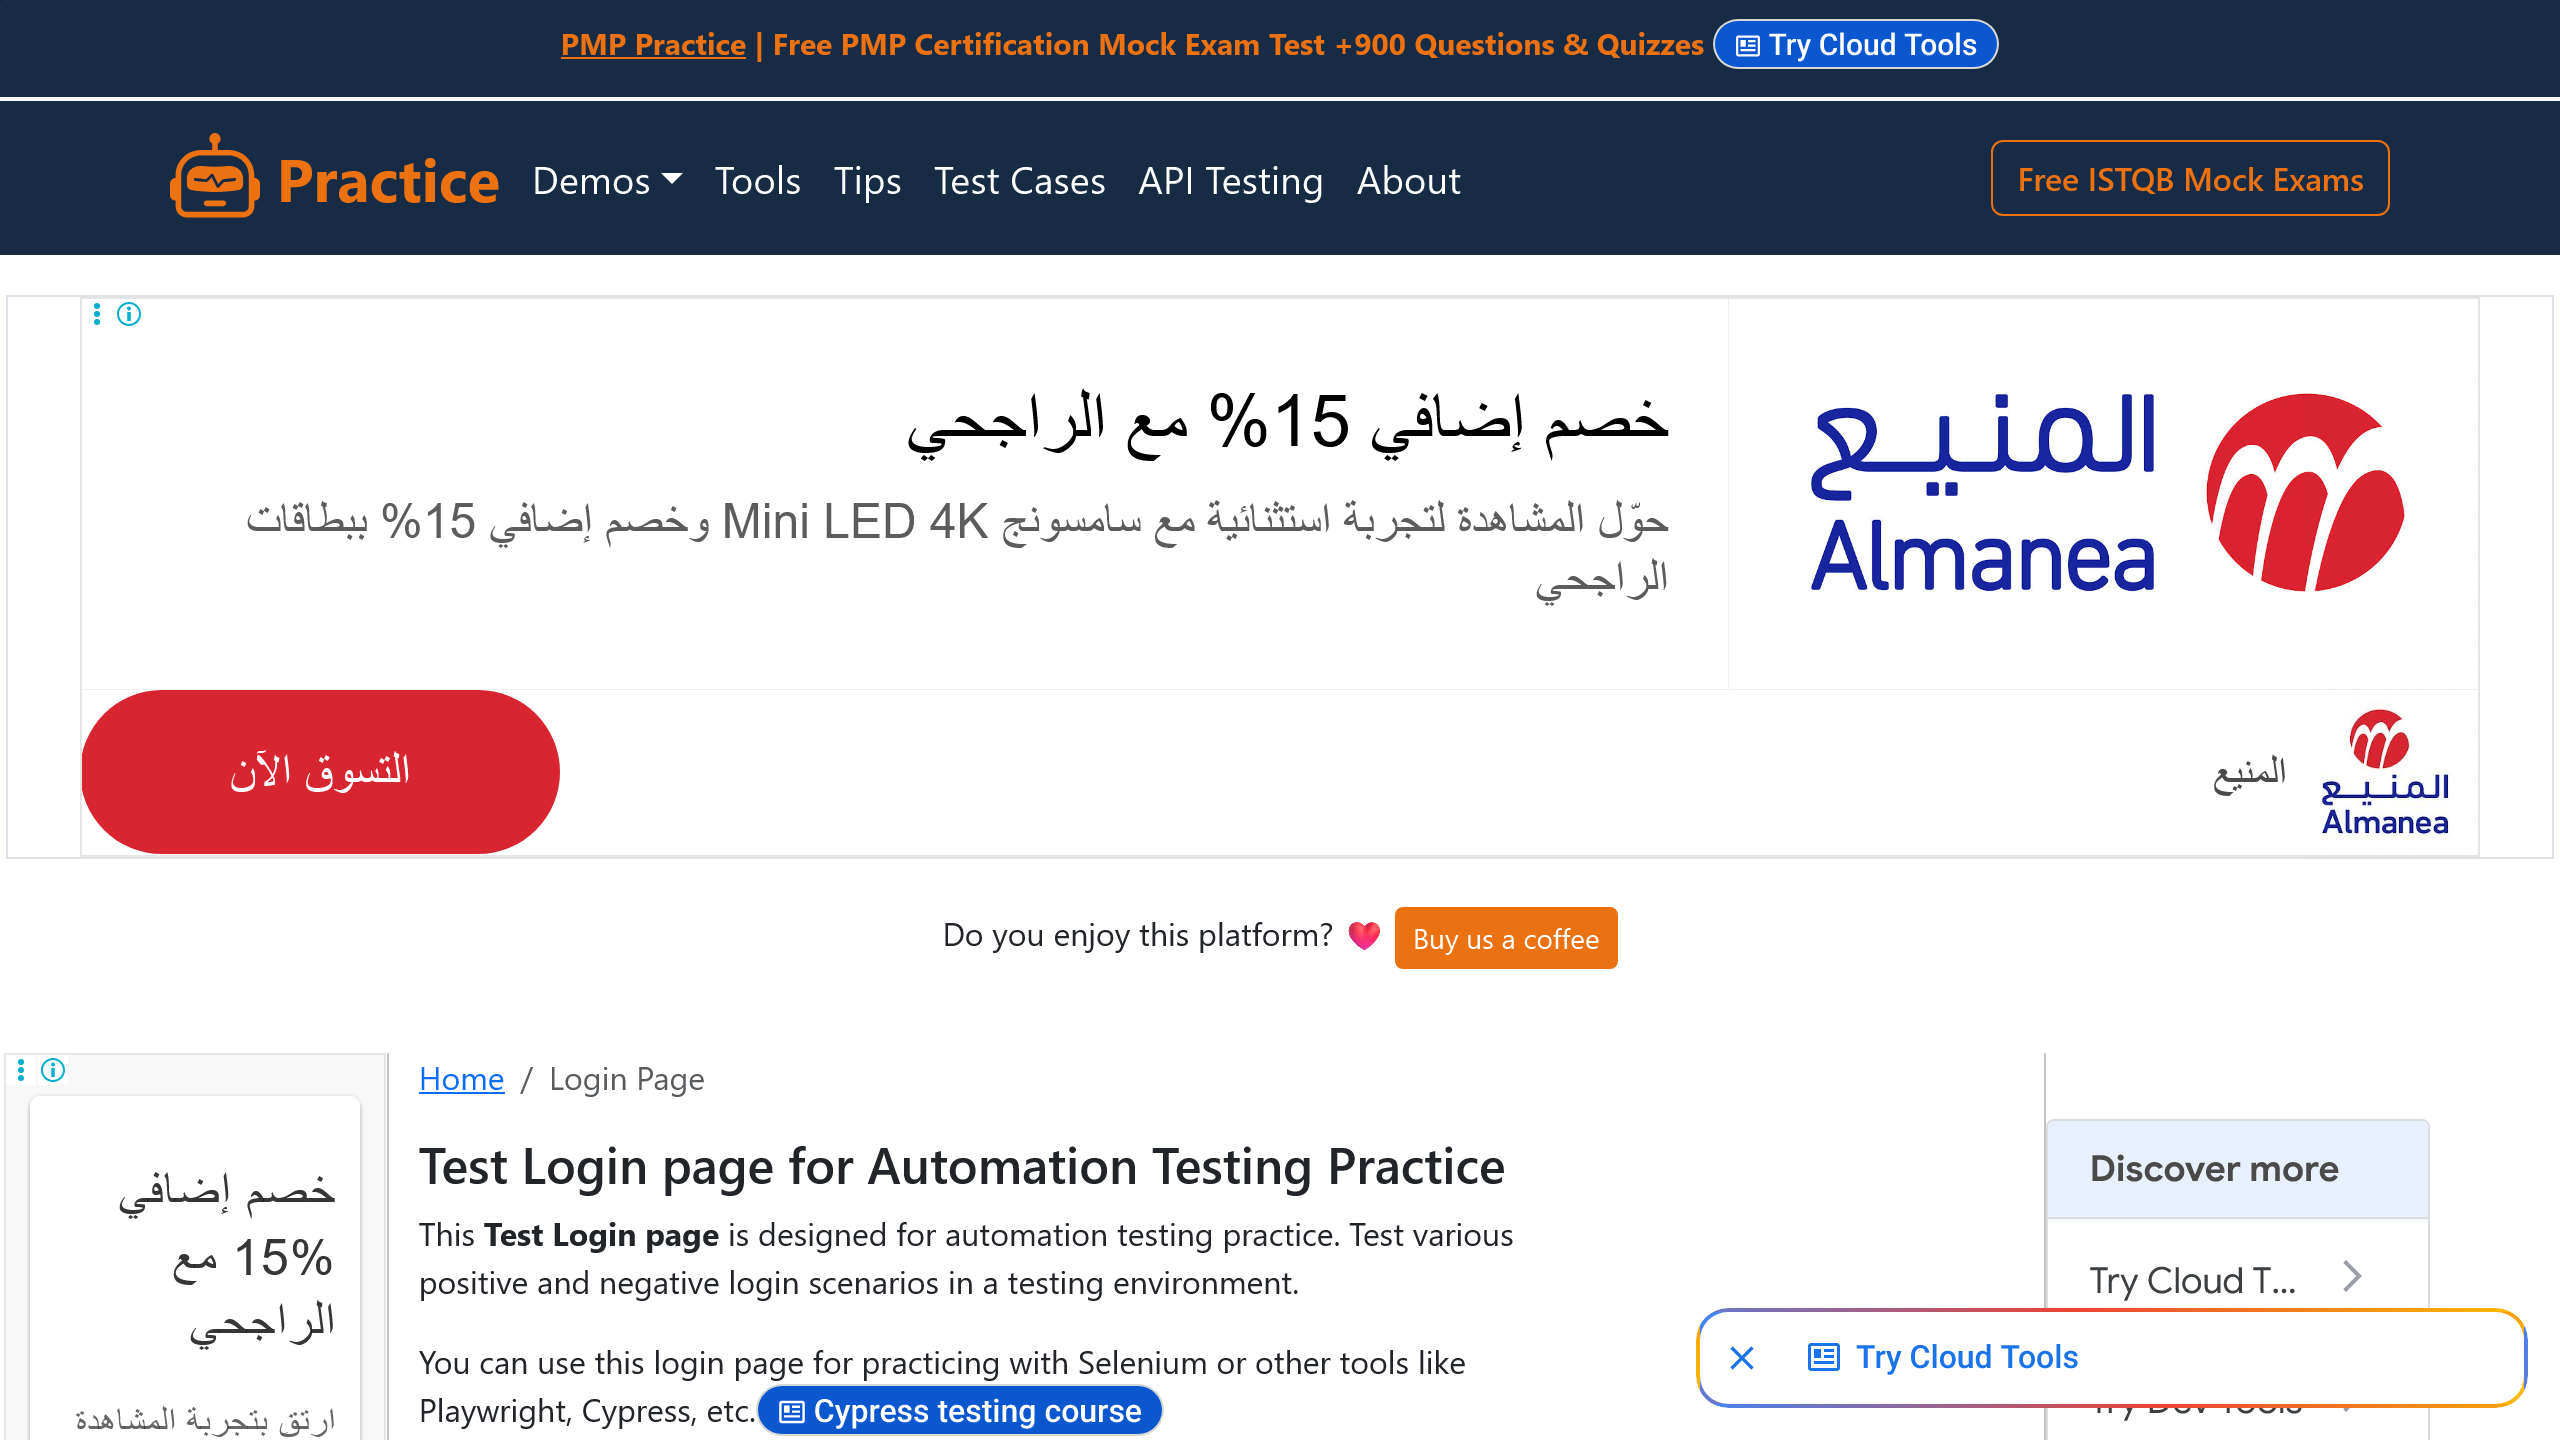 PMP Practice | Free PMP Certification Mock Exam Test +900 Questions & Quizzes Try Cloud Tools
Practice Demos Tools Tips Test Cases API Testing About Free ISTQB Mock Exams
خصم إضافي 15% مع الراجحي
حوّل المشاهدة لتجربة استثنائية مع سامسونج Mini LED 4K وخصم إضافي 15% ببطاقات
الراجحي
المنيع
Almanea
التسوق الآن
المنيع
المنيع
Almanea
Do you enjoy this platform? Buy us a coffee
خصم إضافي
15% مع
الراجحي
ارتق بتجربة المشاهدة
Home / Login Page
Test Login page for Automation Testing Practice
This Test Login page is designed for automation testing practice. Test various
positive and negative login scenarios in a testing environment.
You can use this login page for practicing with Selenium or other tools like
Playwright, Cypress, etc. Cypress testing course
Discover more
Try Cloud T...
Try Cloud Tools
Try Dev Tools